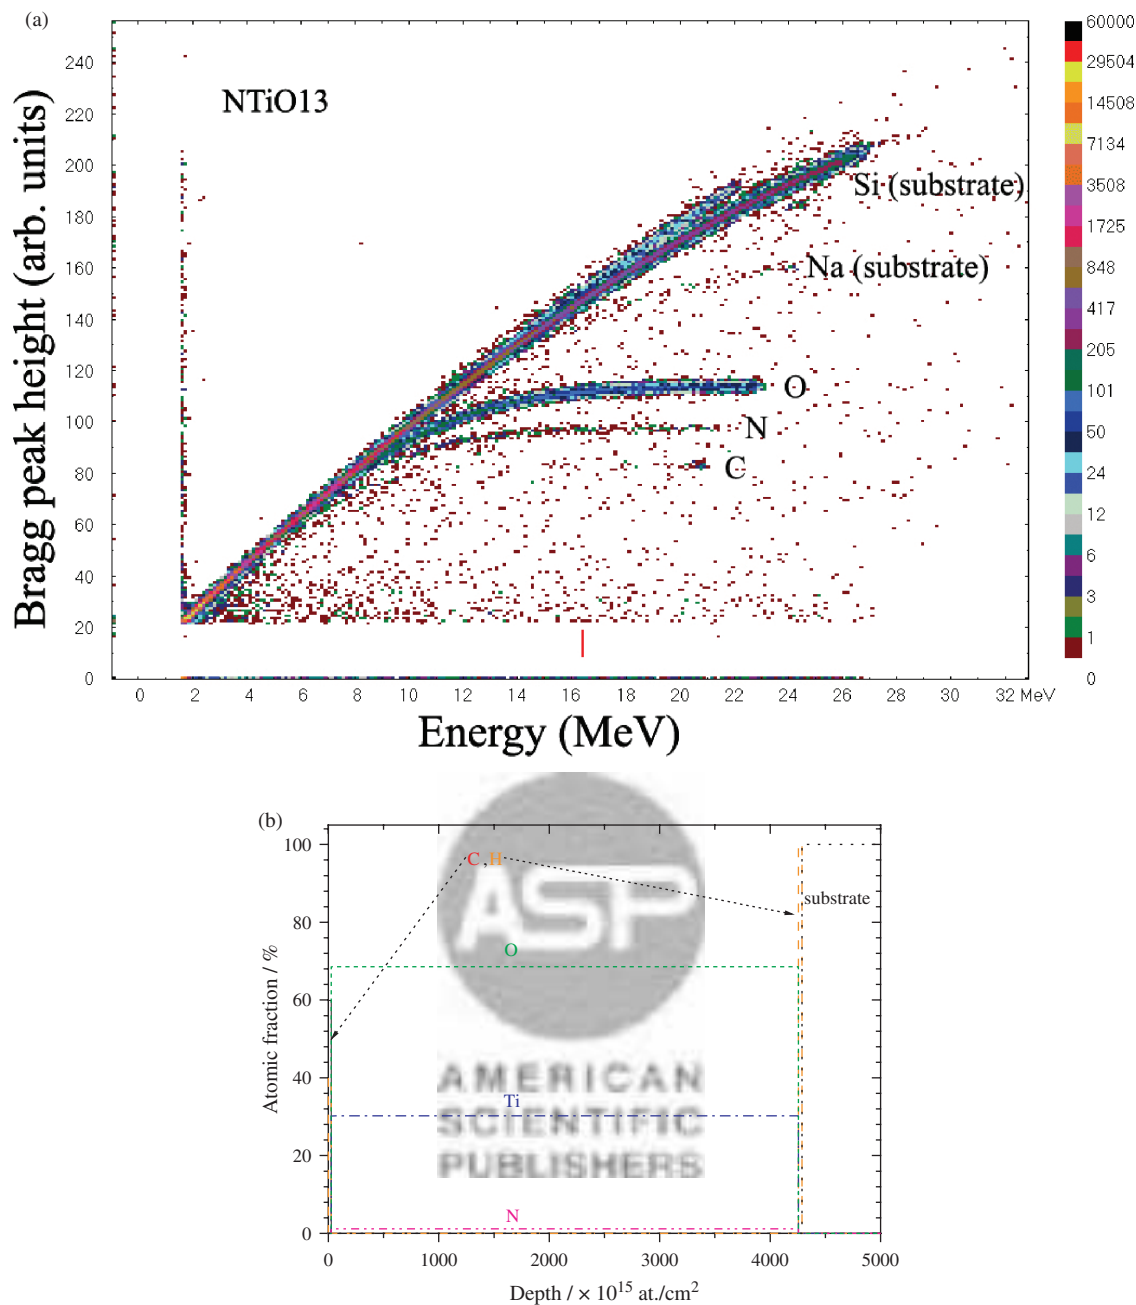 (a)
NTiO13
Bragg peak height (arb. units)
240
220
200
180
160
140
120
100
80
60
40
20
0
Si (substrate)
Na (substrate)
O
N
C
0 2 4 6 8 10 12 14 16 18 20 22 24 26 28 30 32 MeV
Energy (MeV)
60000
29504
14508
7134
3508
1725
848
417
205
101
50
24
12
6
3
1
0
(b)
100
80
60
40
20
0
Atomic fraction / %
C,H
substrate
O
Ti
N
ASP
AMERICAN
SCIENTIFIC
PUBLISHERS
0 1000 2000 3000 4000 5000
Depth / × 10¹⁵ at./cm²